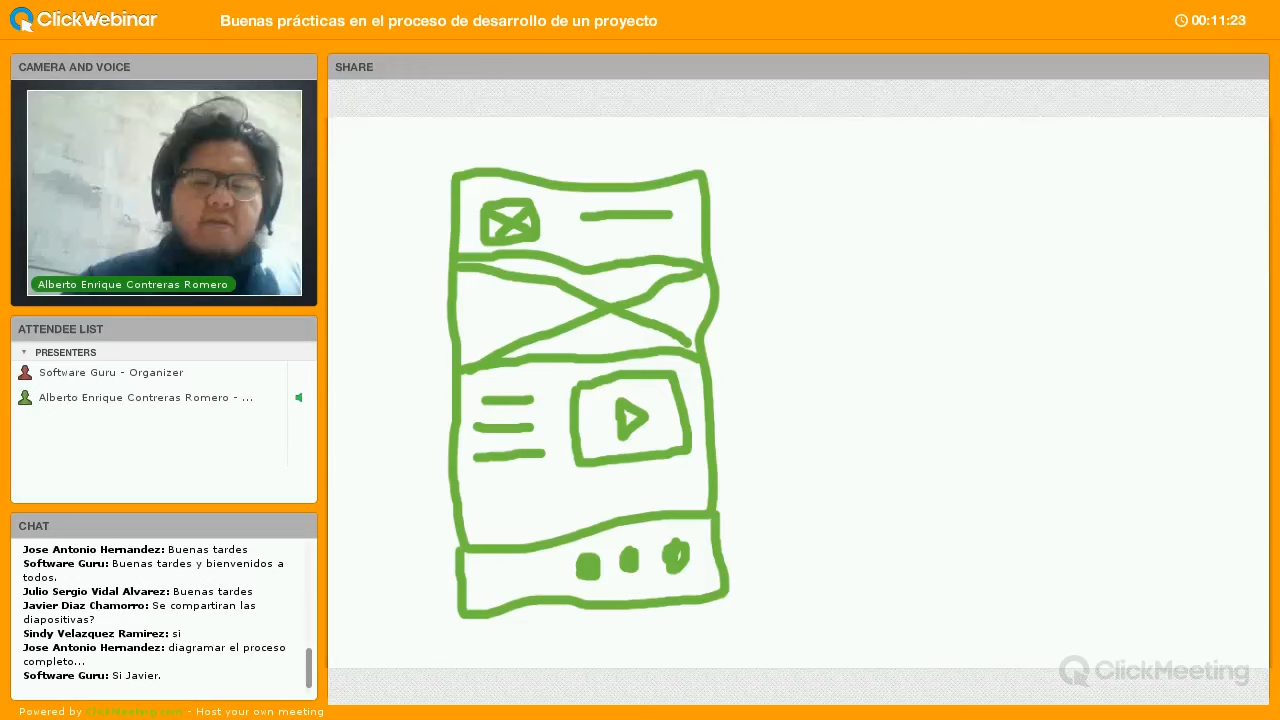 ClickWebinar
Buenas prácticas en el proceso de desarrollo de un proyecto
00:11:23
CAMERA AND VOICE
SHARE
Alberto Enrique Contreras Romero
ATTENDEE LIST
PRESENTERS
Software Guru - Organizer
Alberto Enrique Contreras Romero - ...
CHAT
Jose Antonio Hernandez: Buenas tardes
Software Guru: Buenas tardes y bienvenidos a
todos.
Julio Sergio Vidal Alvarez: Buenas tardes
Javier Diaz Chamorro: Se compartiran las
diapositivas?
Sindy Velazquez Ramirez: si
Jose Antonio Hernandez: diagramar el proceso
completo...
Software Guru: Si Javier.
ClickMeeting
Powered by ClickMeeting.com - Host your own meeting